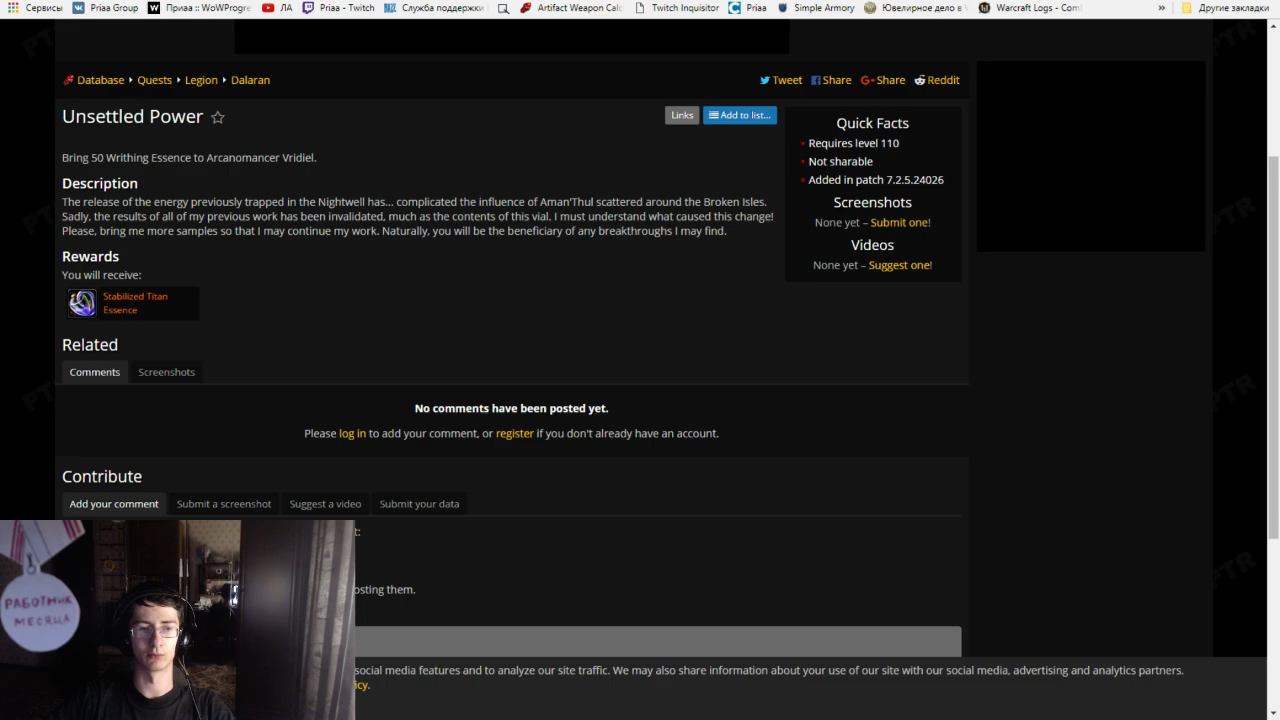 Сервисы Priaa Group Приаа :: WoWProgre ЛА Priaa - Twitch Служба поддержки Artifact Weapon Calc Twitch Inquisitor Priaa Simple Armory Ювелирное дело в Warcraft Logs - Com » Другие закладки
Database Quests Legion Dalaran
Tweet Share Share Reddit
Unsettled Power
Links Add to list...
Bring 50 Writhing Essence to Arcanomancer Vridiel.
Description
The release of the energy previously trapped in the Nightwell has... complicated the influence of Aman'Thul scattered around the Broken Isles.
Sadly, the results of all of my previous work has been invalidated, much as the contents of this vial. I must understand what caused this change!
Please, bring me more samples so that I may continue my work. Naturally, you will be the beneficiary of any breakthroughs I may find.
Rewards
You will receive:
Stabilized Titan
Essence
Quick Facts
Requires level 110
Not sharable
Added in patch 7.2.5.24026
Screenshots
None yet – Submit one!
Videos
None yet – Suggest one!
Related
Comments Screenshots
No comments have been posted yet.
Please log in to add your comment, or register if you don't already have an account.
Contribute
Add your comment Submit a screenshot Suggest a video Submit your data
t:
osting them.
social media features and to analyze our site traffic. We may also share information about your use of our site with our social media, advertising and analytics partners.
icy.
РАБОТНИК
МЕСЯЦА
PTR
PTR
PTR
PTR
PTR
PTR